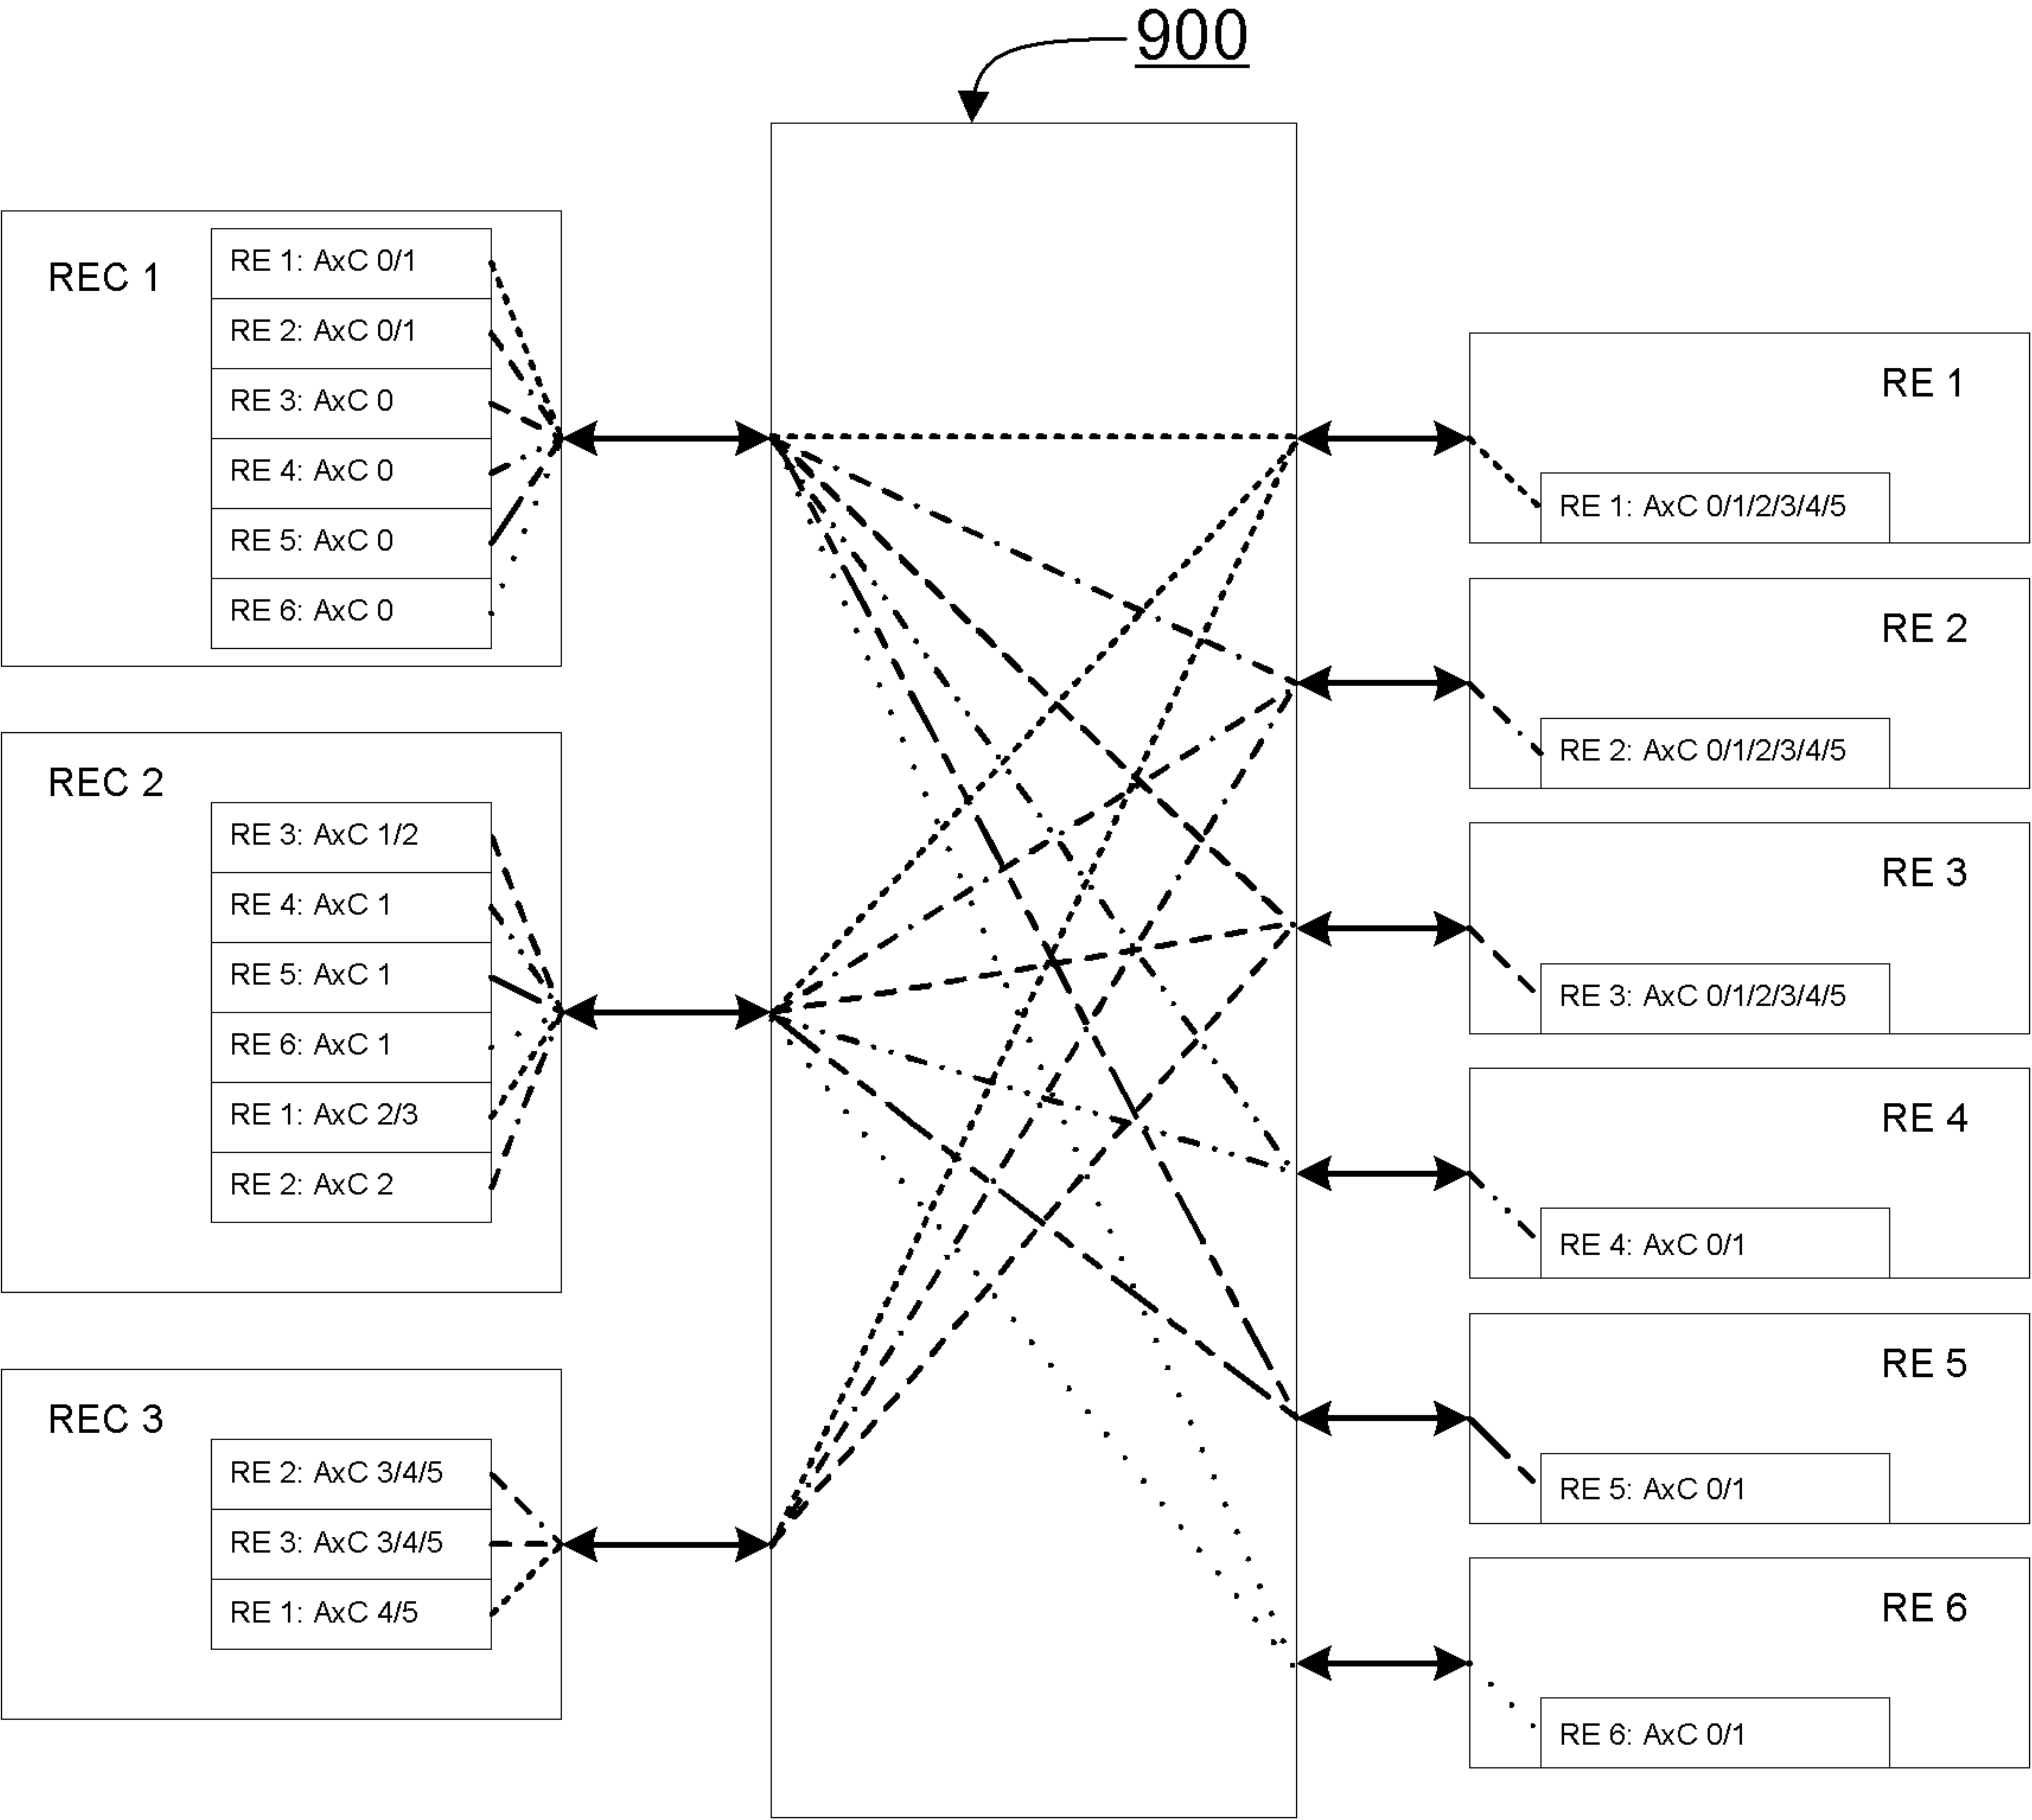 900
REC 1
RE 1: AxC 0/1
RE 2: AxC 0/1
RE 3: AxC 0
RE 4: AxC 0
RE 5: AxC 0
RE 6: AxC 0
REC 2
RE 3: AxC 1/2
RE 4: AxC 1
RE 5: AxC 1
RE 6: AxC 1
RE 1: AxC 2/3
RE 2: AxC 2
REC 3
RE 2: AxC 3/4/5
RE 3: AxC 3/4/5
RE 1: AxC 4/5
RE 1
RE 1: AxC 0/1/2/3/4/5
RE 2
RE 2: AxC 0/1/2/3/4/5
RE 3
RE 3: AxC 0/1/2/3/4/5
RE 4
RE 4: AxC 0/1
RE 5
RE 5: AxC 0/1
RE 6
RE 6: AxC 0/1